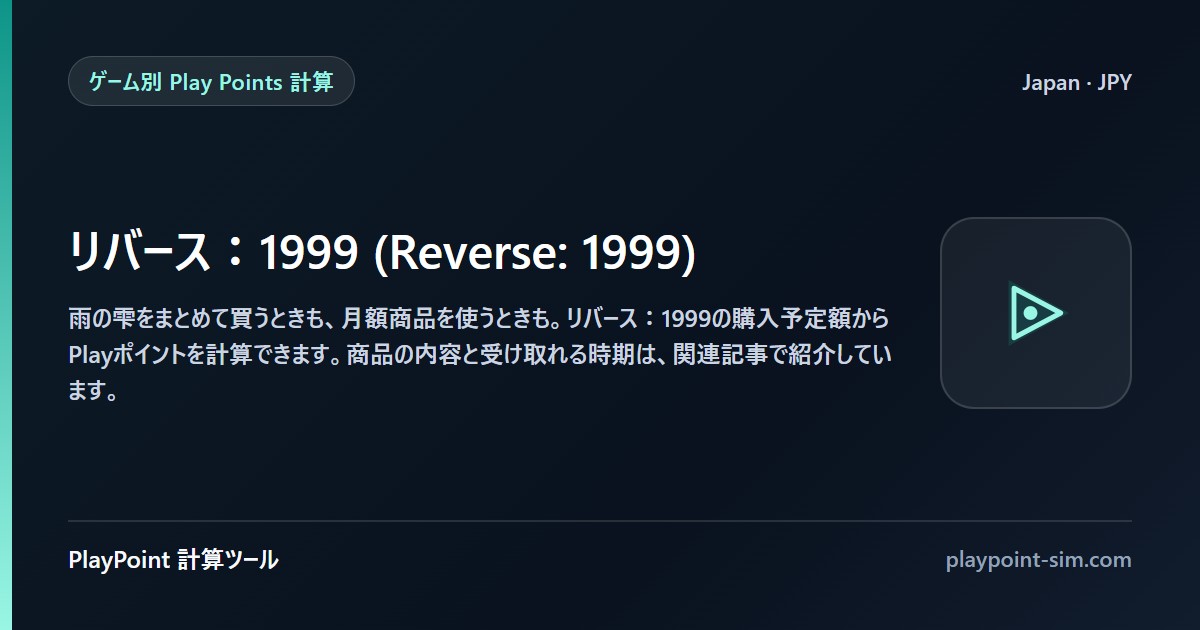 ゲーム別 Play Points 計算
Japan · JPY
リバース：1999 (Reverse: 1999)
雨の雫をまとめて買うときも、月額商品を使うときも。リバース：1999の購入予定額から
Playポイントを計算できます。商品の内容と受け取れる時期は、関連記事で紹介してい
ます。
PlayPoint 計算ツール
playpoint-sim.com